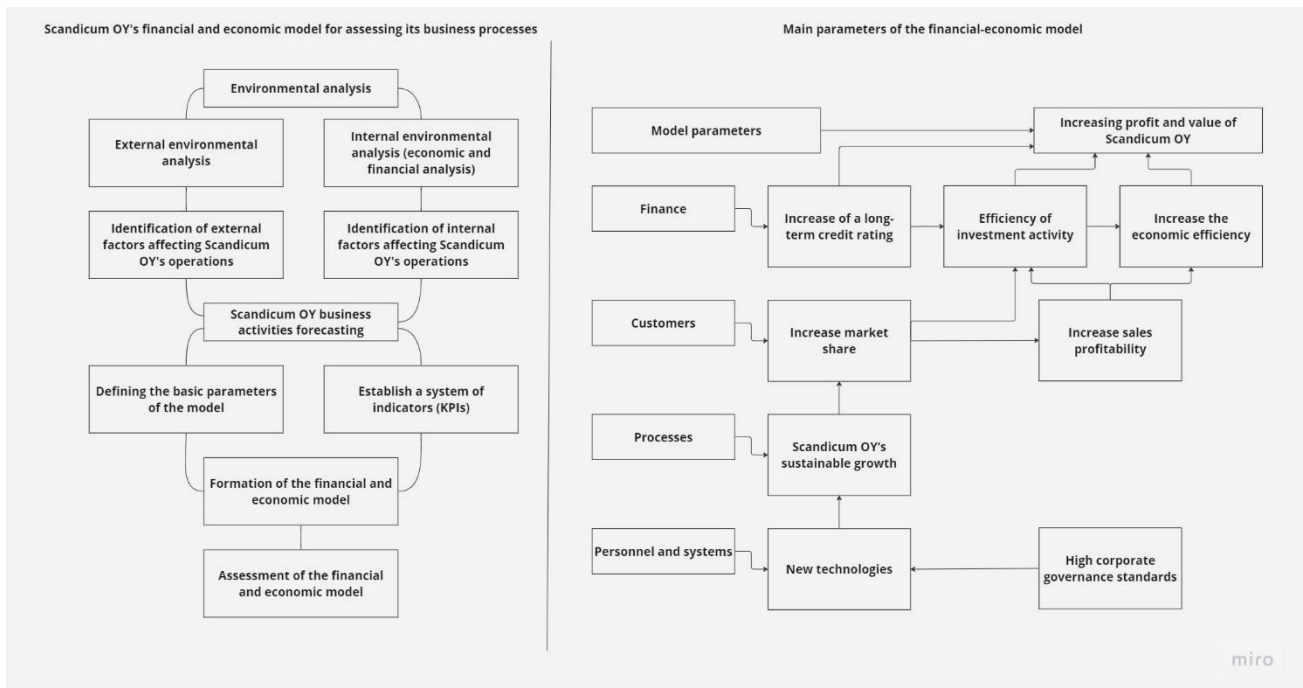 Scandicum OY's financial and economic model for assessing its business processes
Environmental analysis
External environmental
analysis
Internal environmental
analysis (economic and
financial analysis)
Identification of external
factors affecting Scandicum
OY's operations
Identification of internal
factors affecting Scandicum
OY's operations
Scandicum OY business
activities forecasting
Defining the basic parameters
of the model
Establish a system of
indicators (KPIs)
Formation of the financial and
economic model
Assessment of the financial
and economic model
Main parameters of the financial-economic model
Model parameters
Increasing profit and value of
Scandicum OY
Finance
Increase of a long-
term credit rating
Efficiency of
investment activity
Increase the
economic efficiency
Customers
Increase market
share
Increase sales
profitability
Processes
Scandicum OY's
sustainable growth
Personnel and systems
New technologies
High corporate
governance standards
miro